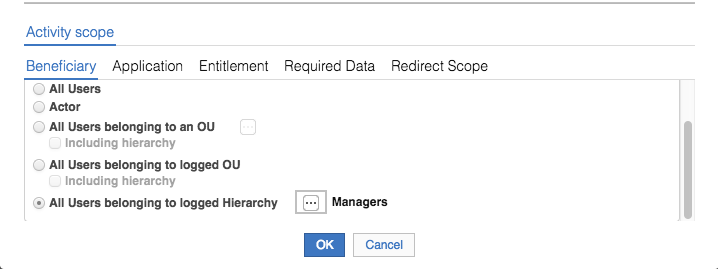 Activity scope
Beneficiary Application Entitlement Required Data Redirect Scope
All Users
Actor
All Users belonging to an OU ...
Including hierarchy
All Users belonging to logged OU
Including hierarchy
All Users belonging to logged Hierarchy ... Managers
OK Cancel